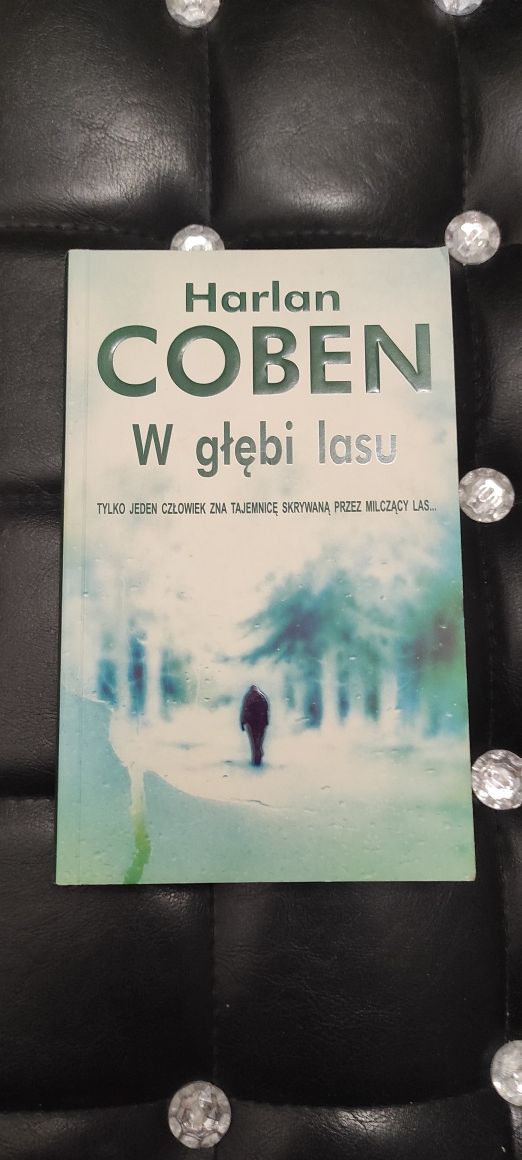 Harlan
COBEN
W głębi lasu
TYLKO JEDEN CZŁOWIEK ZNA TAJEMNICĘ SKRYWANĄ PRZEZ MILCZĄCY LAS...